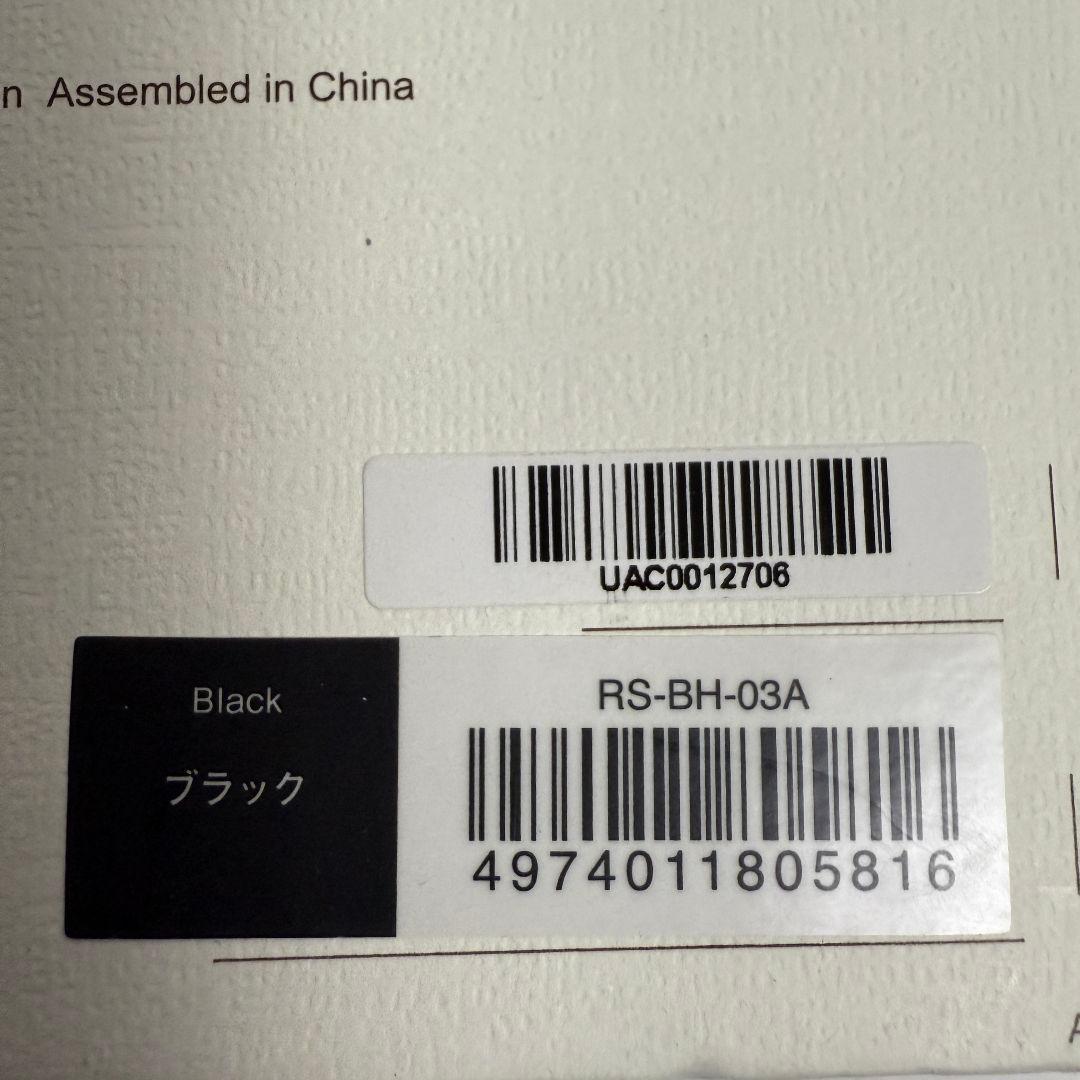 n Assembled in China
UAC0012706
Black
ブラック
RS-BH-03A
4974011805816